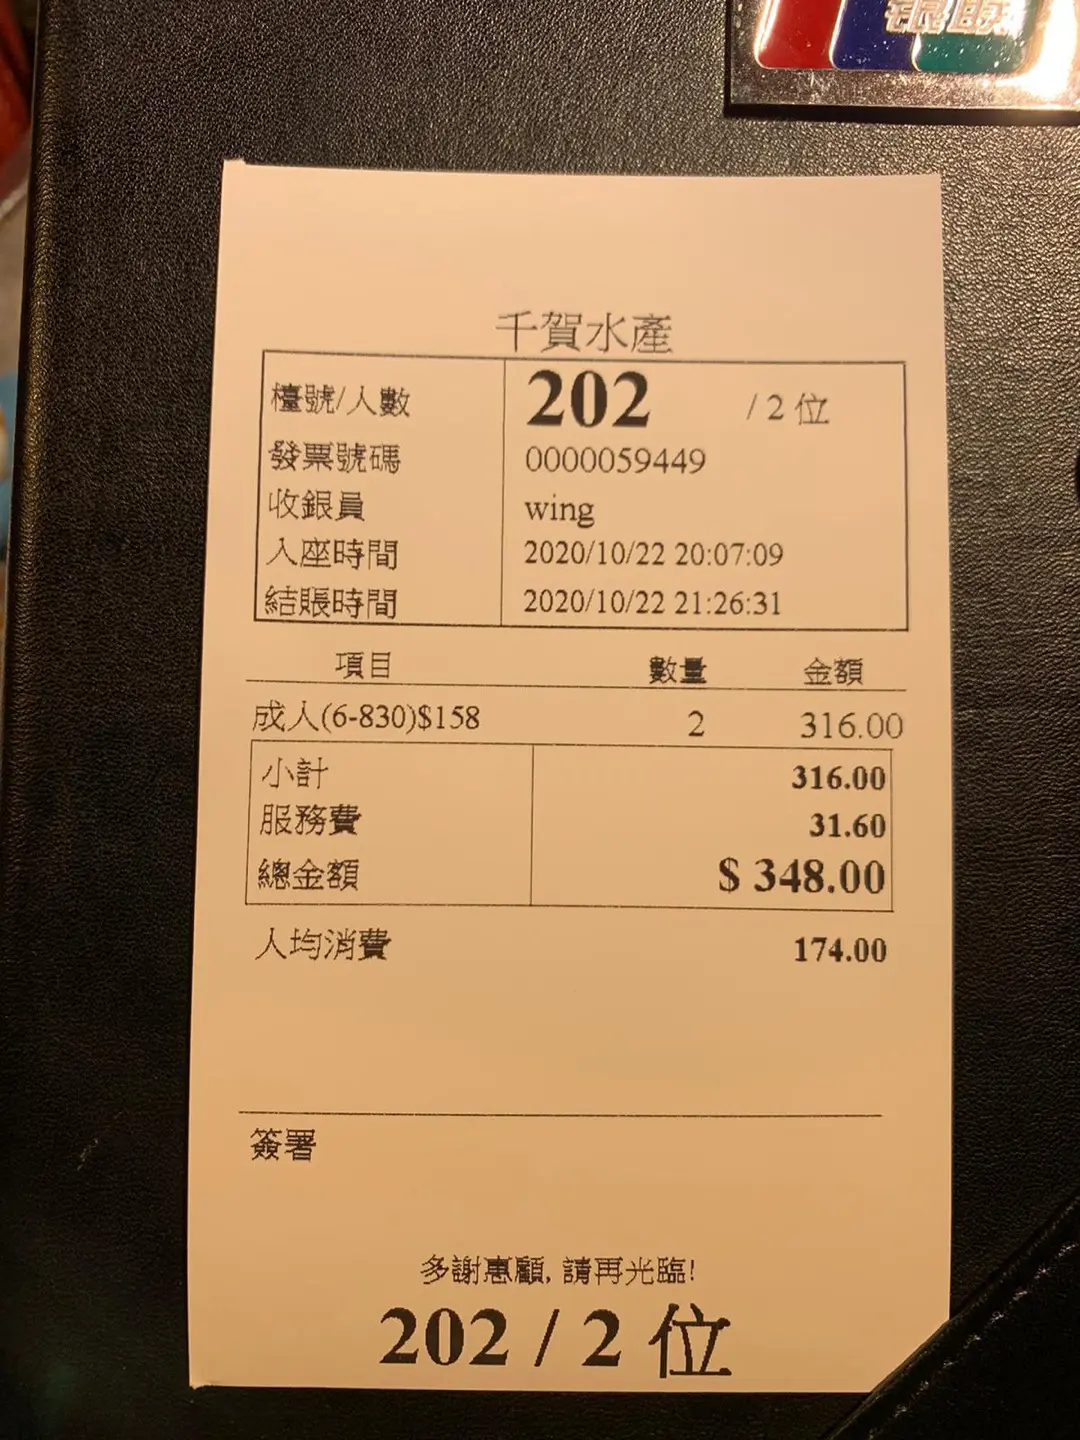 银联
千賀水產
檯號/人數 202 /2位
發票號碼 0000059449
收銀員 wing
入座時間 2020/10/22 20:07:09
結賬時間 2020/10/22 21:26:31
項目 數量 金額
成人(6-830)$158 2 316.00
小計 316.00
服務費 31.60
總金額 $ 348.00
人均消費 174.00
簽署
多謝惠顧, 請再光臨!
202 / 2 位